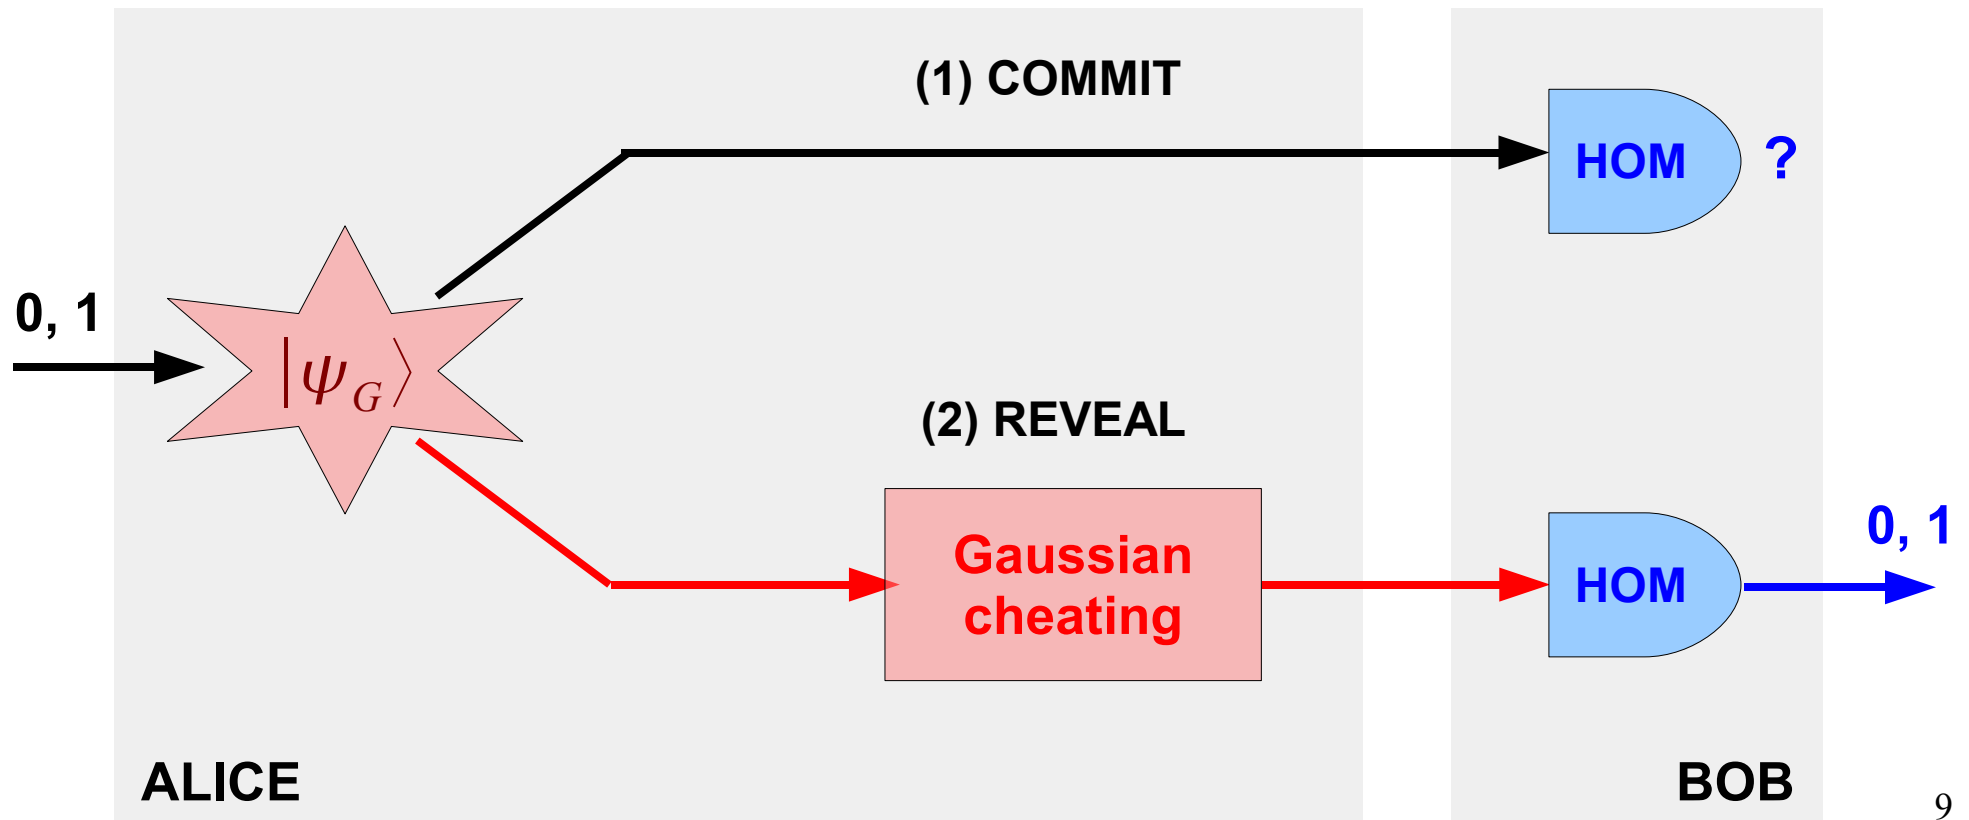 (1) COMMIT
HOM ?
0, 1
|ψ_G⟩
(2) REVEAL
Gaussian
cheating
HOM
0, 1
ALICE
BOB
9